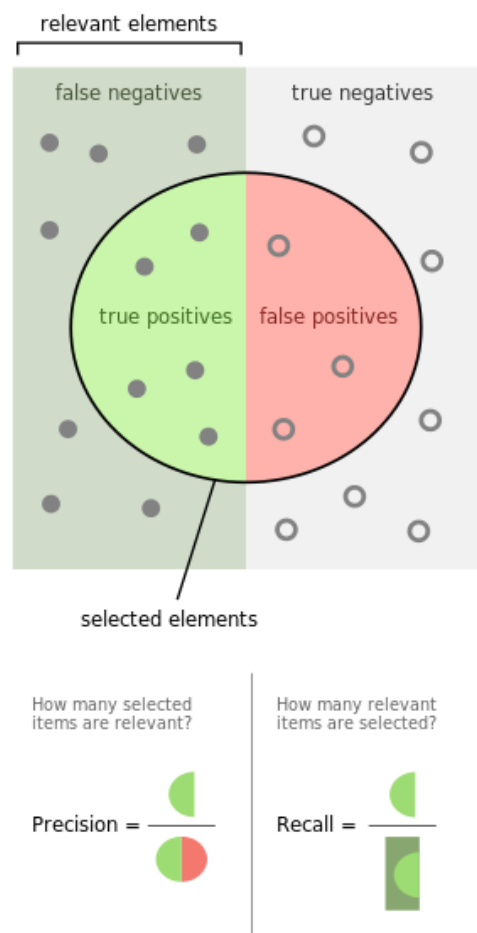 relevant elements
false negatives
true negatives
true positives
false positives
selected elements
How many selected
items are relevant?
Precision =
How many relevant
items are selected?
Recall =